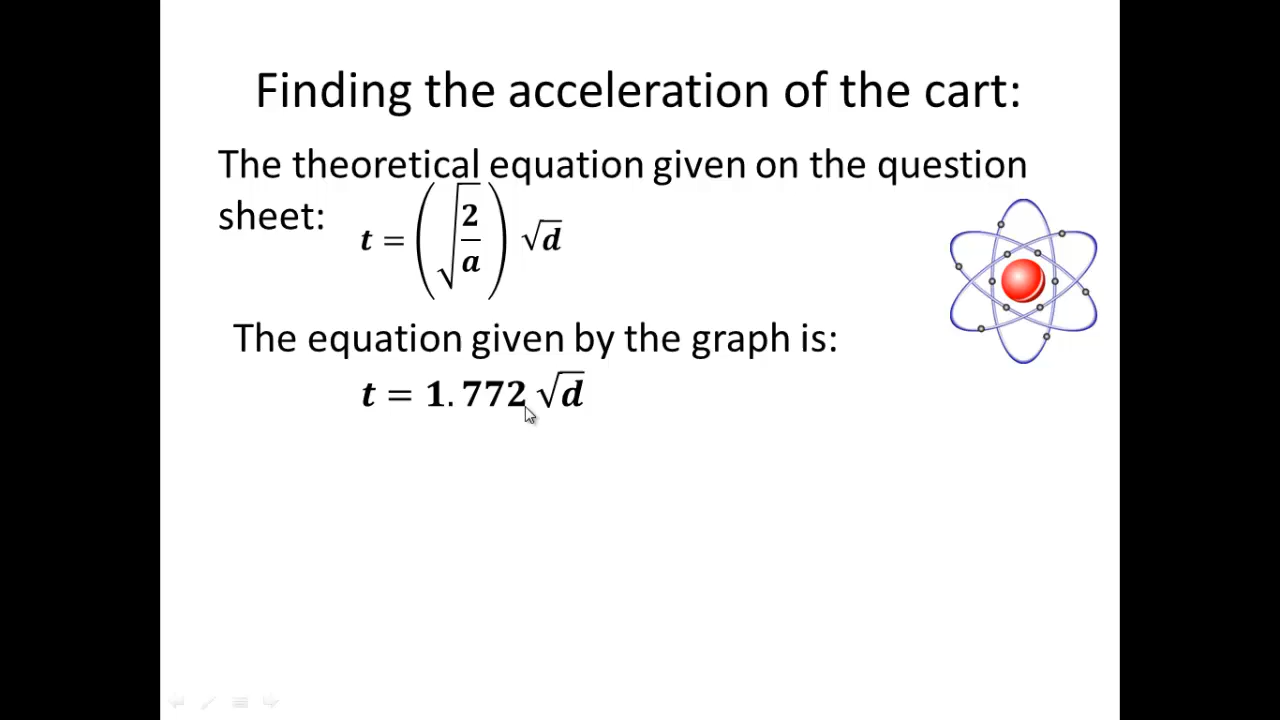 Finding the acceleration of the cart:
The theoretical equation given on the question
sheet: t = (√(2/a)) √d
The equation given by the graph is:
t = 1.772 √d